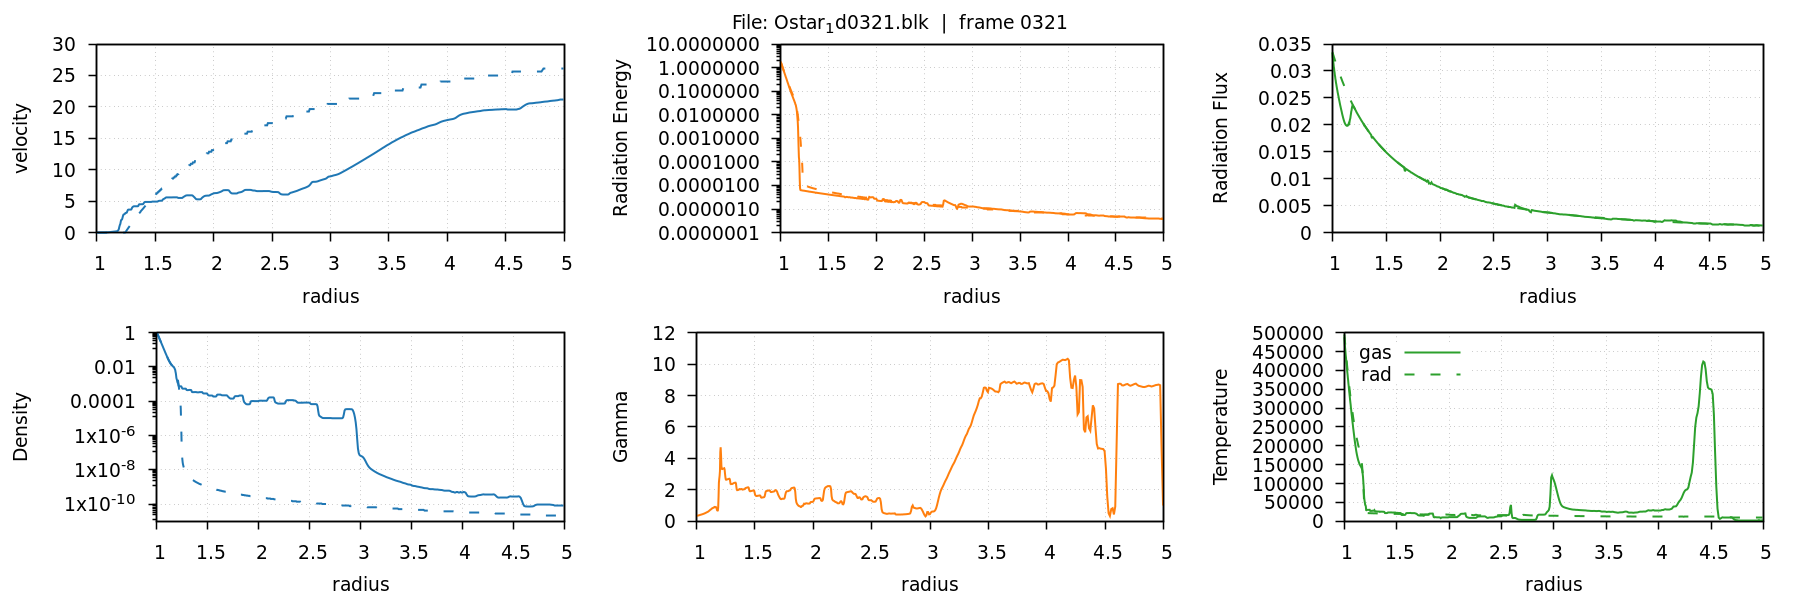 File: Ostar1d0321.blk | frame 0321
30
25
20
15
10
5
0
velocity
1 1.5 2 2.5 3 3.5 4 4.5 5
radius
10.0000000
1.0000000
0.1000000
0.0100000
0.0010000
0.0001000
0.0000100
0.0000010
0.0000001
Radiation Energy
1 1.5 2 2.5 3 3.5 4 4.5 5
radius
0.035
0.03
0.025
0.02
0.015
0.01
0.005
0
Radiation Flux
1 1.5 2 2.5 3 3.5 4 4.5 5
radius
1
0.01
0.0001
1x10-6
1x10-8
1x10-10
Density
1 1.5 2 2.5 3 3.5 4 4.5 5
radius
12
10
8
6
4
2
0
Gamma
1 1.5 2 2.5 3 3.5 4 4.5 5
radius
500000
450000
400000
350000
300000
250000
200000
150000
100000
50000
0
Temperature
gas
rad
1 1.5 2 2.5 3 3.5 4 4.5 5
radius